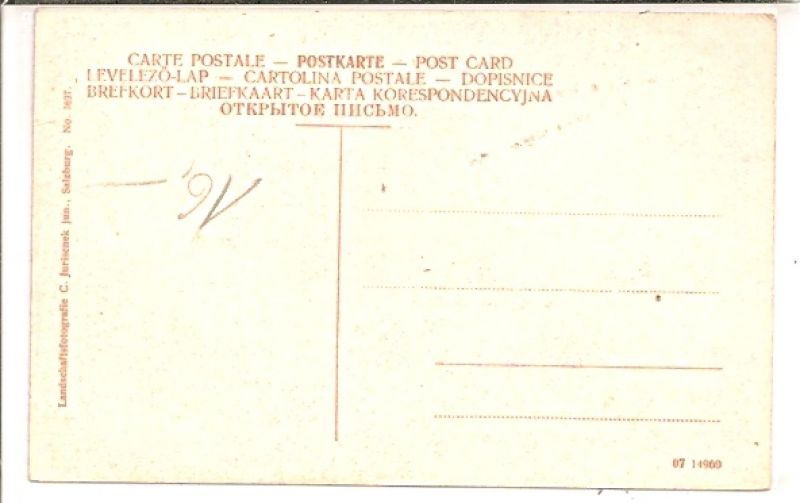 CARTE POSTALE — POSTKARTE — POST CARD
LEVELEZŐ-LAP — CARTOLINA POSTALE — DOPISNICE
BREFKORT – BRIEFKAART – KARTA KORESPONDENCYJNA
ОТКРЫТОЕ ПИСЬМО.
Landschaftsfotografie C. Jurischek jun., Salzburg. No.
07 14960